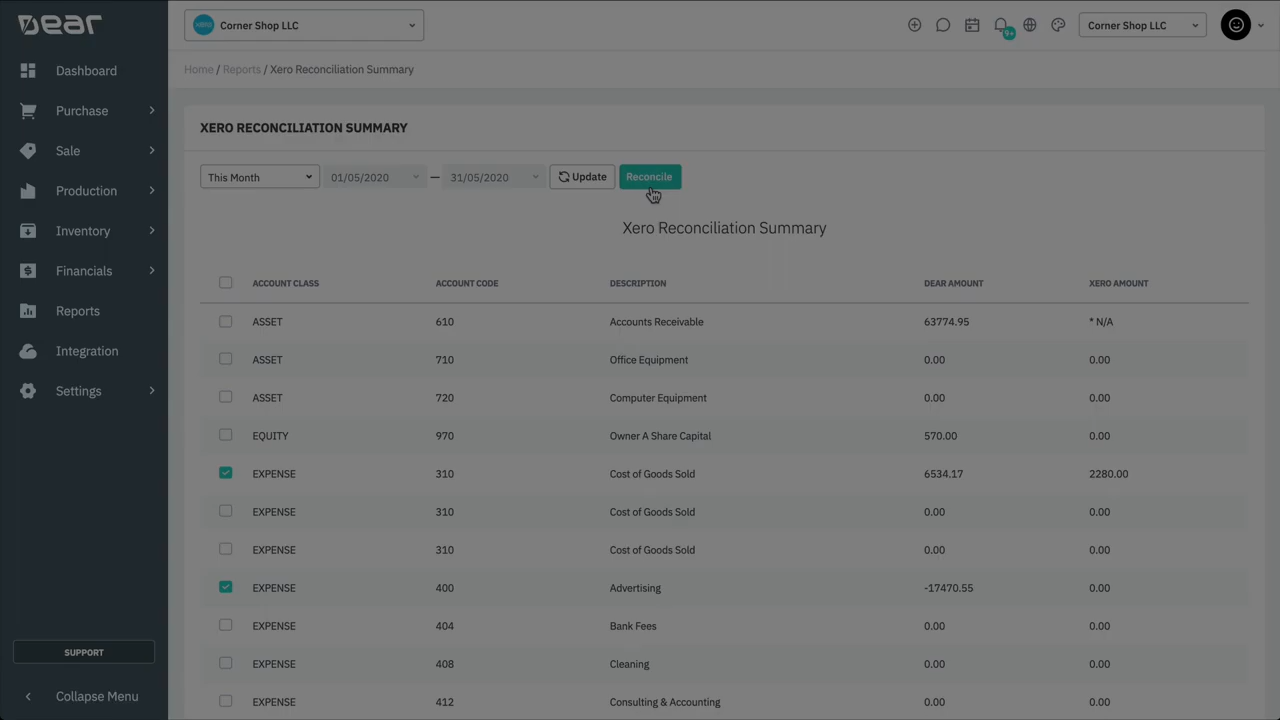 Dear
XERO Corner Shop LLC
9+
Corner Shop LLC
Dashboard
Purchase
Sale
Production
Inventory
Financials
Reports
Integration
Settings
SUPPORT
Collapse Menu
Home / Reports / Xero Reconciliation Summary
XERO RECONCILIATION SUMMARY
This Month 01/05/2020 — 31/05/2020 Update Reconcile
Xero Reconciliation Summary
ACCOUNT CLASS ACCOUNT CODE DESCRIPTION DEAR AMOUNT XERO AMOUNT
ASSET 610 Accounts Receivable 63774.95 * N/A
ASSET 710 Office Equipment 0.00 0.00
ASSET 720 Computer Equipment 0.00 0.00
EQUITY 970 Owner A Share Capital 570.00 0.00
EXPENSE 310 Cost of Goods Sold 6534.17 2280.00
EXPENSE 310 Cost of Goods Sold 0.00 0.00
EXPENSE 310 Cost of Goods Sold 0.00 0.00
EXPENSE 400 Advertising -17470.55 0.00
EXPENSE 404 Bank Fees 0.00 0.00
EXPENSE 408 Cleaning 0.00 0.00
EXPENSE 412 Consulting & Accounting 0.00 0.00